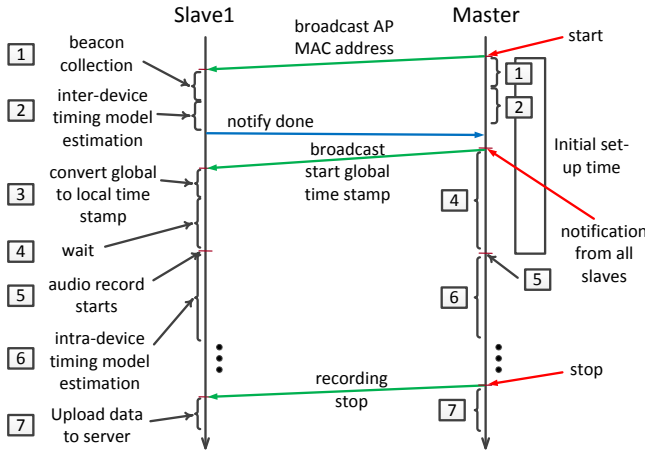 Slave1
Master
broadcast AP
MAC address
start
1
beacon
collection
1
2
inter-device
timing model
estimation
2
notify done
Initial set-
up time
broadcast
start global
time stamp
3
convert global
to local time
stamp
4
4
wait
notification
from all
slaves
5
audio record
starts
5
6
6
intra-device
timing model
estimation
recording
stop
stop
7
Upload data
to server
7